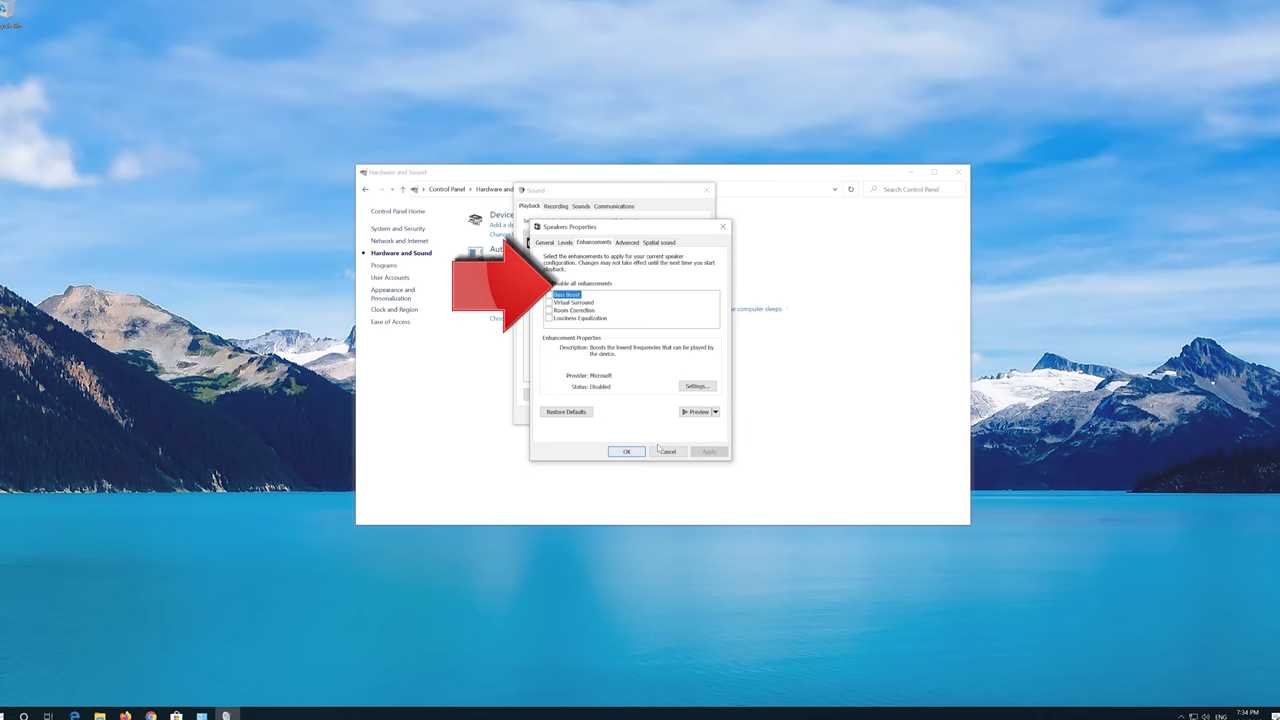 Hardware and Sound
Control Panel
Hardware and
Search Control Panel
Sound
Playback
Recording
Sounds
Communications
Control Panel Home
System and Security
Network and Internet
Hardware and Sound
Programs
User Accounts
Appearance and
Personalization
Clock and Region
Ease of Access
Device
Add a de
Change
Aut
Choo
e computer sleeps
Speakers Properties
General
Levels
Enhancements
Advanced
Spatial sound
Select the enhancements to apply for your current speaker
configuration. Changes may not take effect until the next time you start
playback.
able all enhancements
Bass Boost
Virtual Surround
Room Correction
Loudness Equalization
Enhancement Properties
Description: Boosts the lowest frequencies that can be played by
the device.
Provider: Microsoft
Status: Disabled
Settings...
Restore Defaults
Preview
OK
Cancel
Apply
ENG
7:34 PM